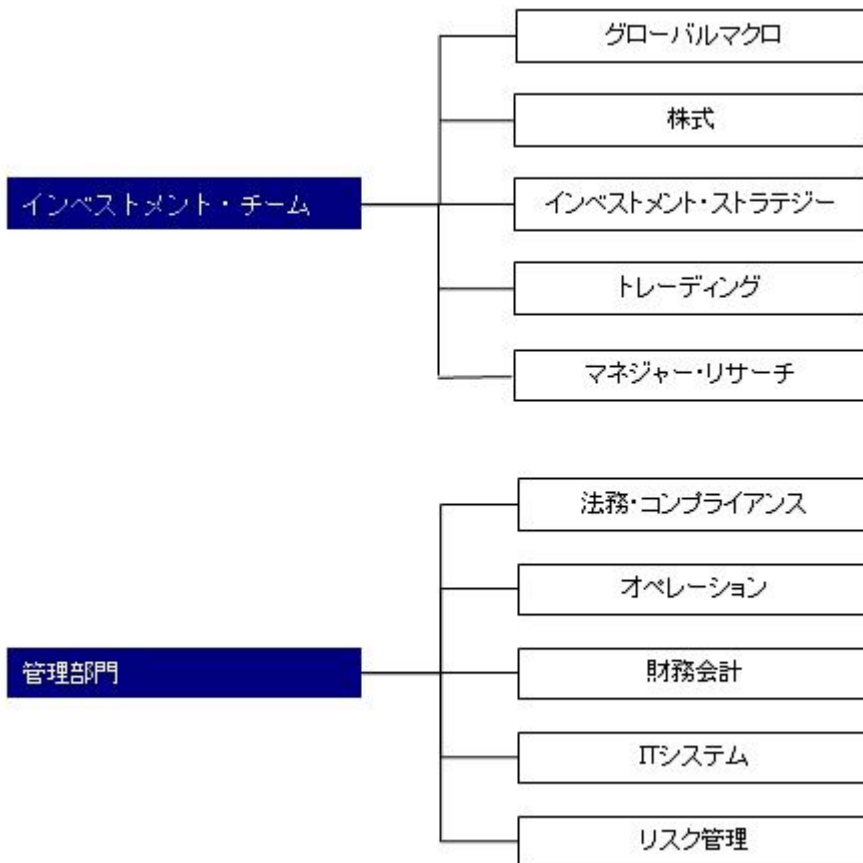 グローバルマクロ
株式
インベストメント・チーム
インベストメント・ストラテジー
トレーディング
マネジャー・リサーチ
法務・コンプライアンス
オペレーション
管理部門
財務会計
ITシステム
リスク管理